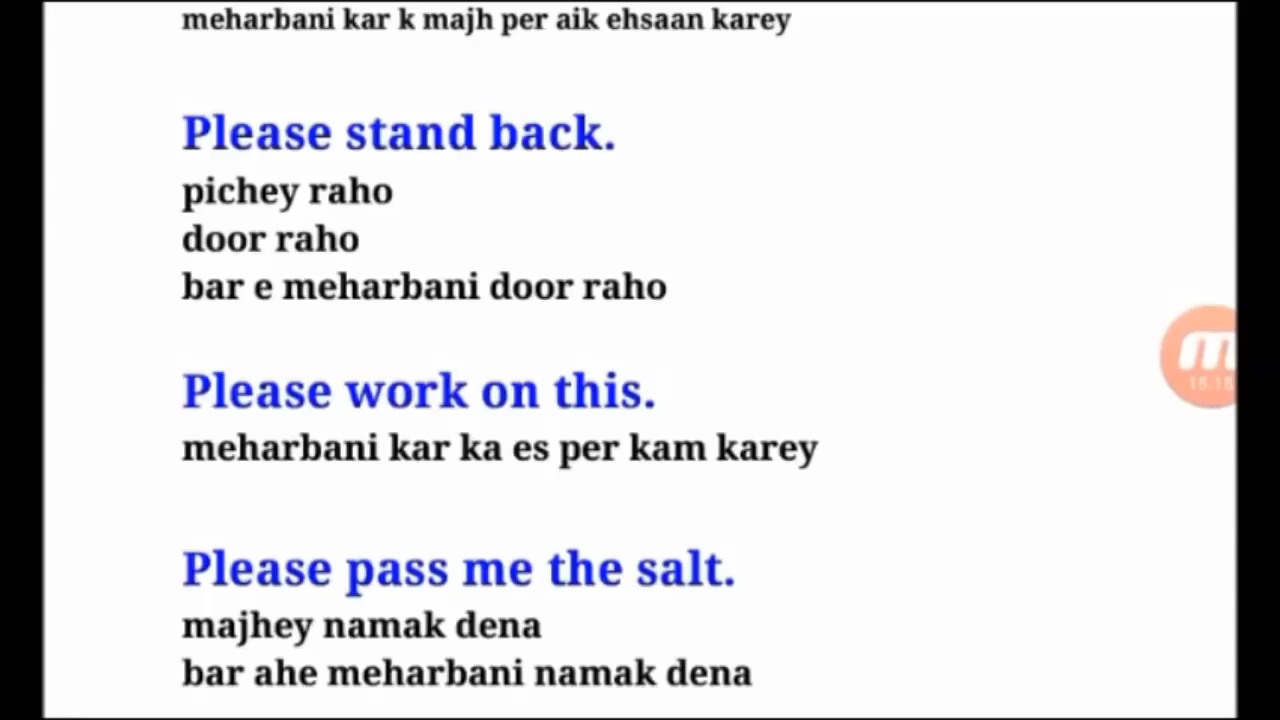 meharbani kar k majh per aik ehsaan karey
Please stand back.
pichey raho
door raho
bar e meharbani door raho
Please work on this.
meharbani kar ka es per kam karey
Please pass me the salt.
majhey namak dena
bar ahe meharbani namak dena